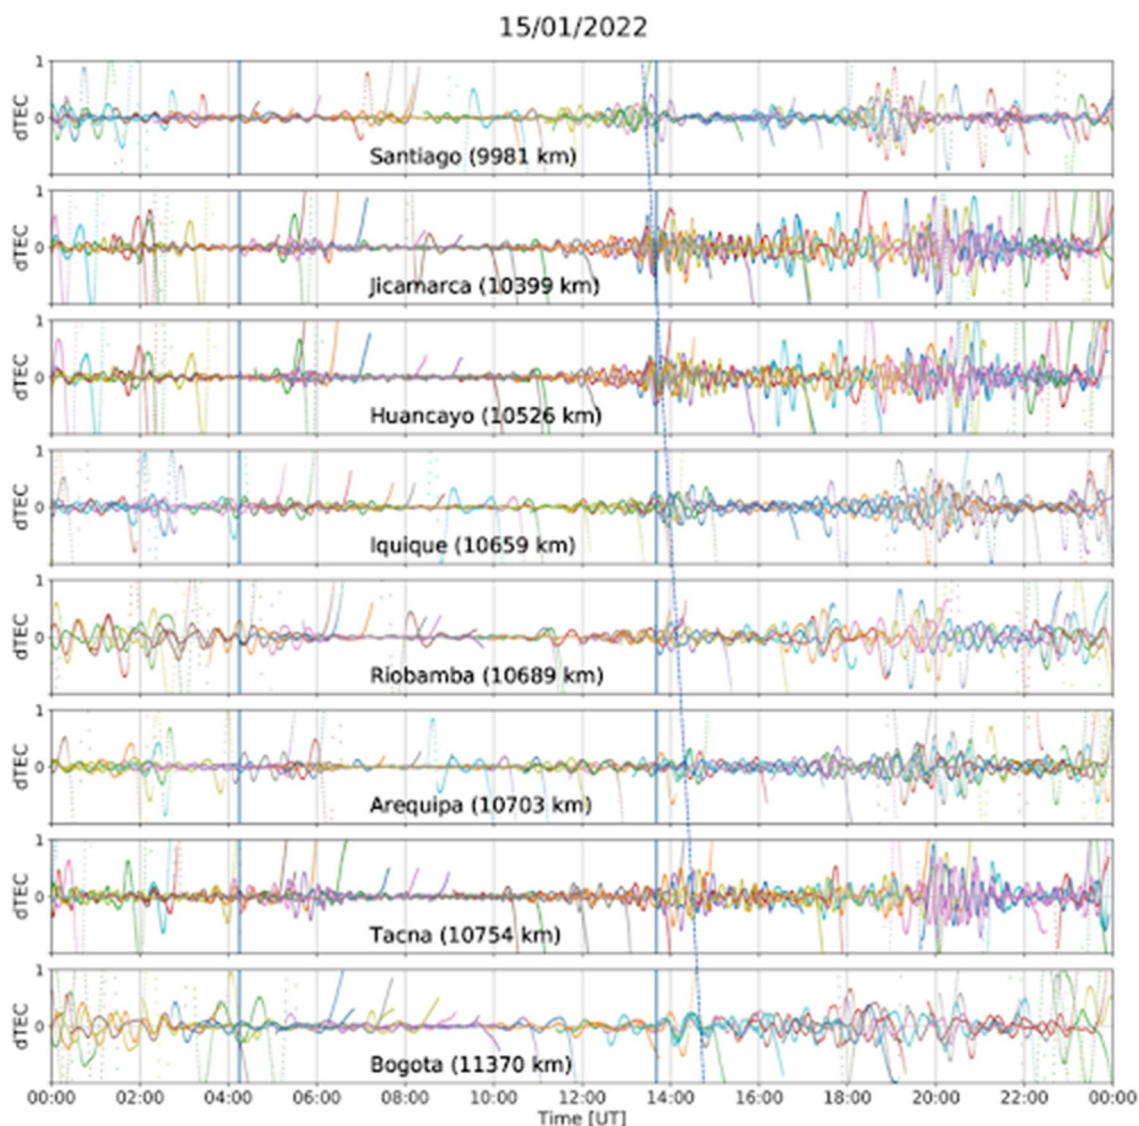 15/01/2022
1
dTEC
0
Santiago (9981 km)
1
dTEC
0
Jicamarca (10399 km)
1
dTEC
0
Huancayo (10526 km)
1
dTEC
0
Iquique (10659 km)
1
dTEC
0
Riobamba (10689 km)
1
dTEC
0
Arequipa (10703 km)
1
dTEC
0
Tacna (10754 km)
1
dTEC
0
Bogota (11370 km)
00:00 02:00 04:00 06:00 08:00 10:00 12:00 14:00 16:00 18:00 20:00 22:00 00:00
Time [UT]